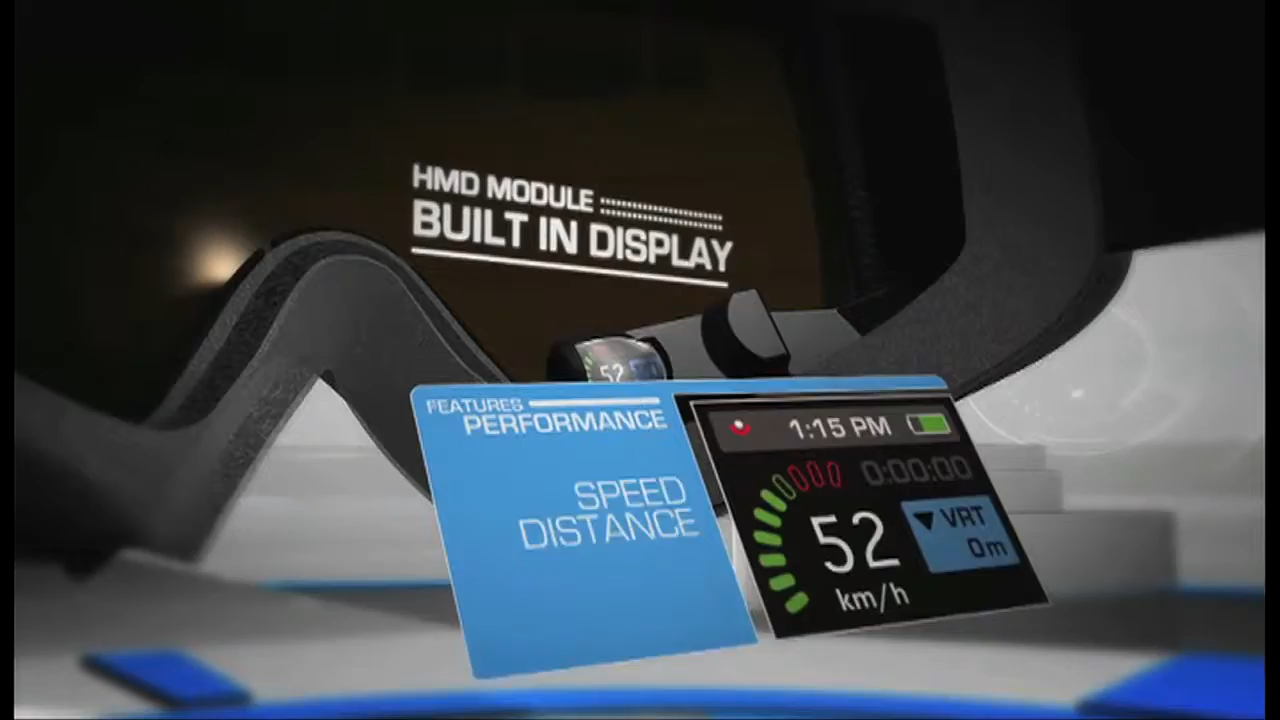 HMD MODULE
BUILT IN DISPLAY
52
FEATURES
PERFORMANCE
SPEED
DISTANCE
1:15 PM
0:00:00
52
km/h
▼ VRT
0m